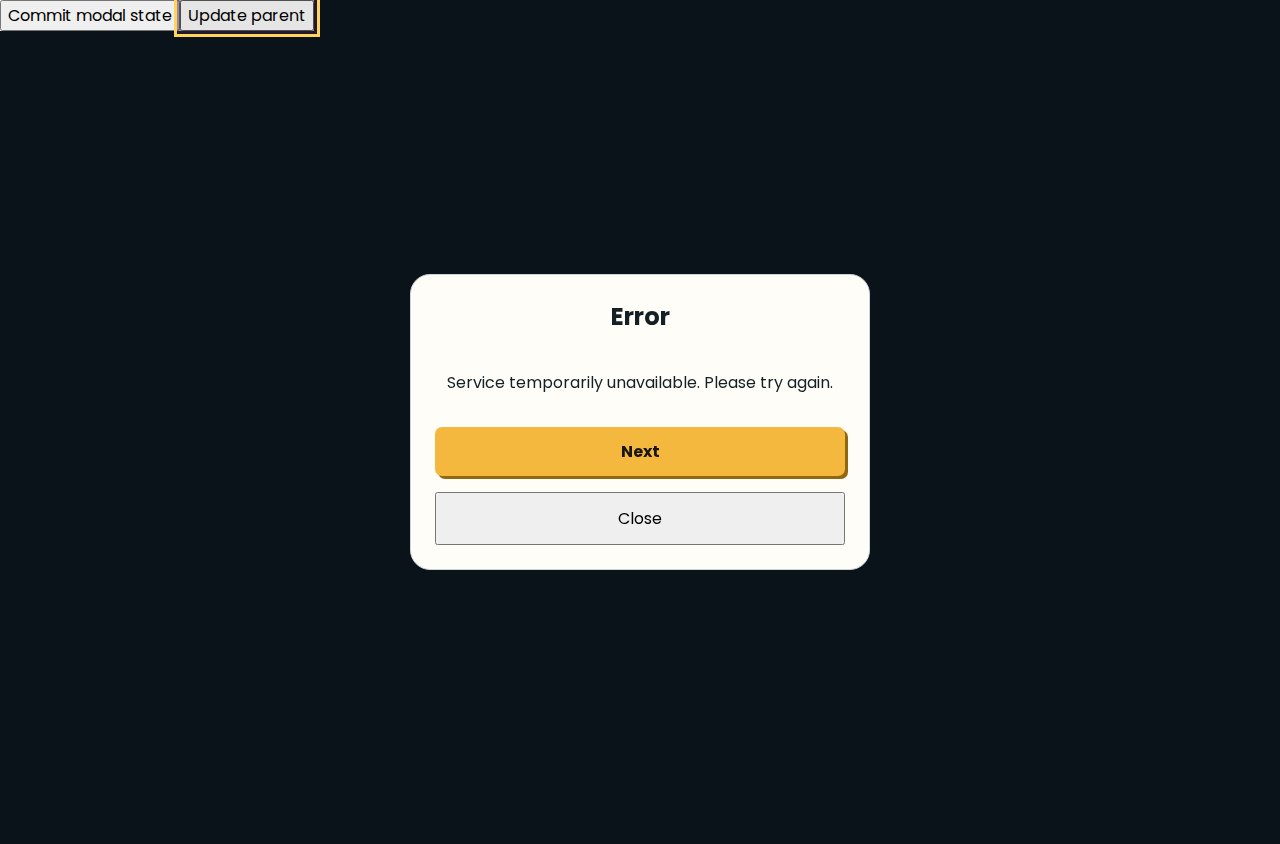 Commit modal state Update parent
Error
Service temporarily unavailable. Please try again.
Next
Close